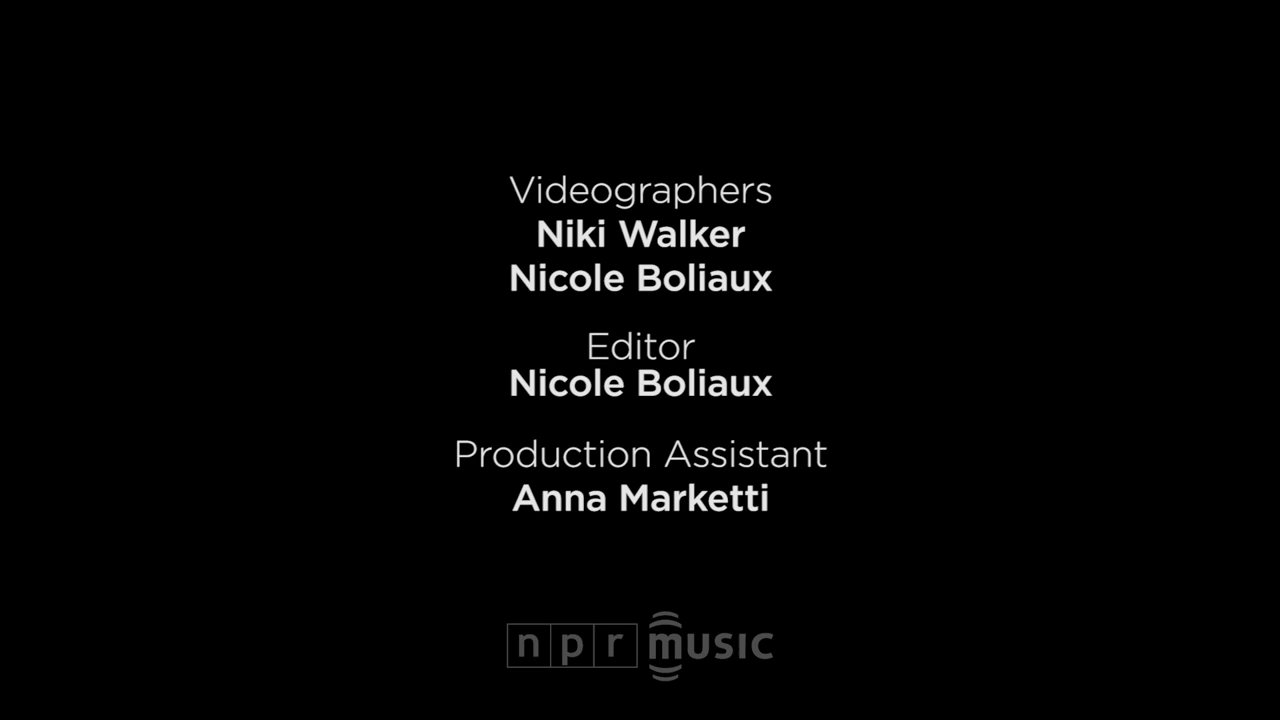 Videographers
Niki Walker
Nicole Boliaux
Editor
Nicole Boliaux
Production Assistant
Anna Marketti
npr music